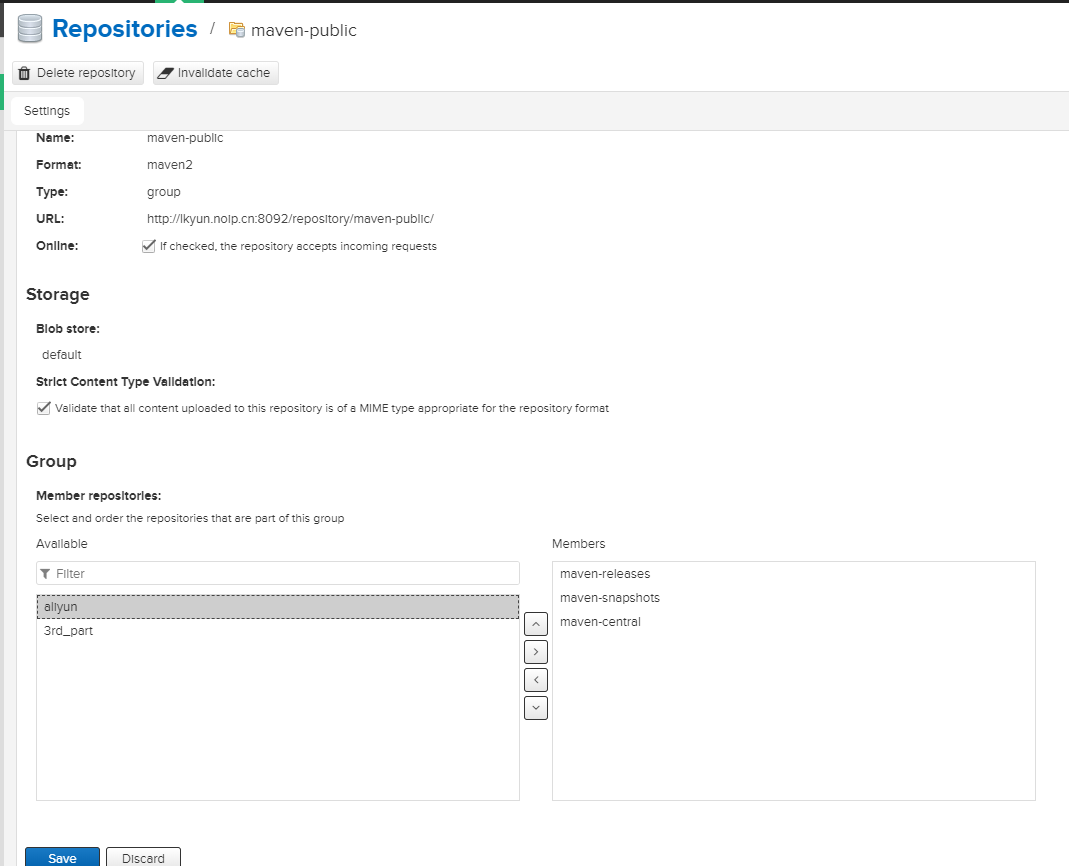 Repositories / maven-public
Delete repository Invalidate cache
Settings
Name: maven-public
Format: maven2
Type: group
URL: http://lkyun.noip.cn:8092/repository/maven-public/
Online: If checked, the repository accepts incoming requests
Storage
Blob store:
default
Strict Content Type Validation:
Validate that all content uploaded to this repository is of a MIME type appropriate for the repository format
Group
Member repositories:
Select and order the repositories that are part of this group
Available Members
Filter maven-releases
maven-snapshots
aliyun
maven-central
3rd_part
Save Discard